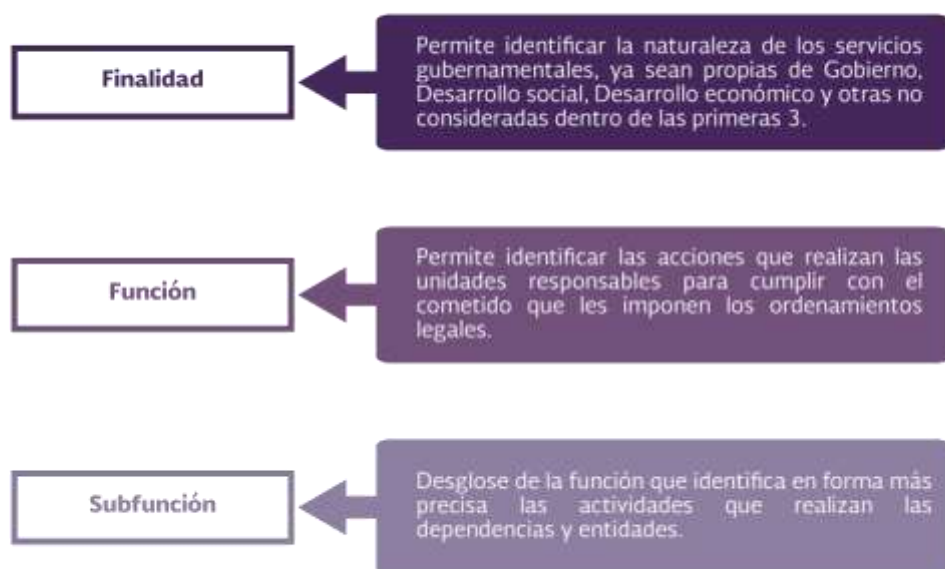 Finalidad
Permite identificar la naturaleza de los servicios
gubernamentales, ya sean propias de Gobierno,
Desarrollo social, Desarrollo económico y otras no
consideradas dentro de las primeras 3.
Función
Permite identificar las acciones que realizan las
unidades responsables para cumplir con el
cometido que les imponen los ordenamientos
legales.
Subfunción
Desglose de la función que identifica en forma más
precisa las actividades que realizan las
dependencias y entidades.